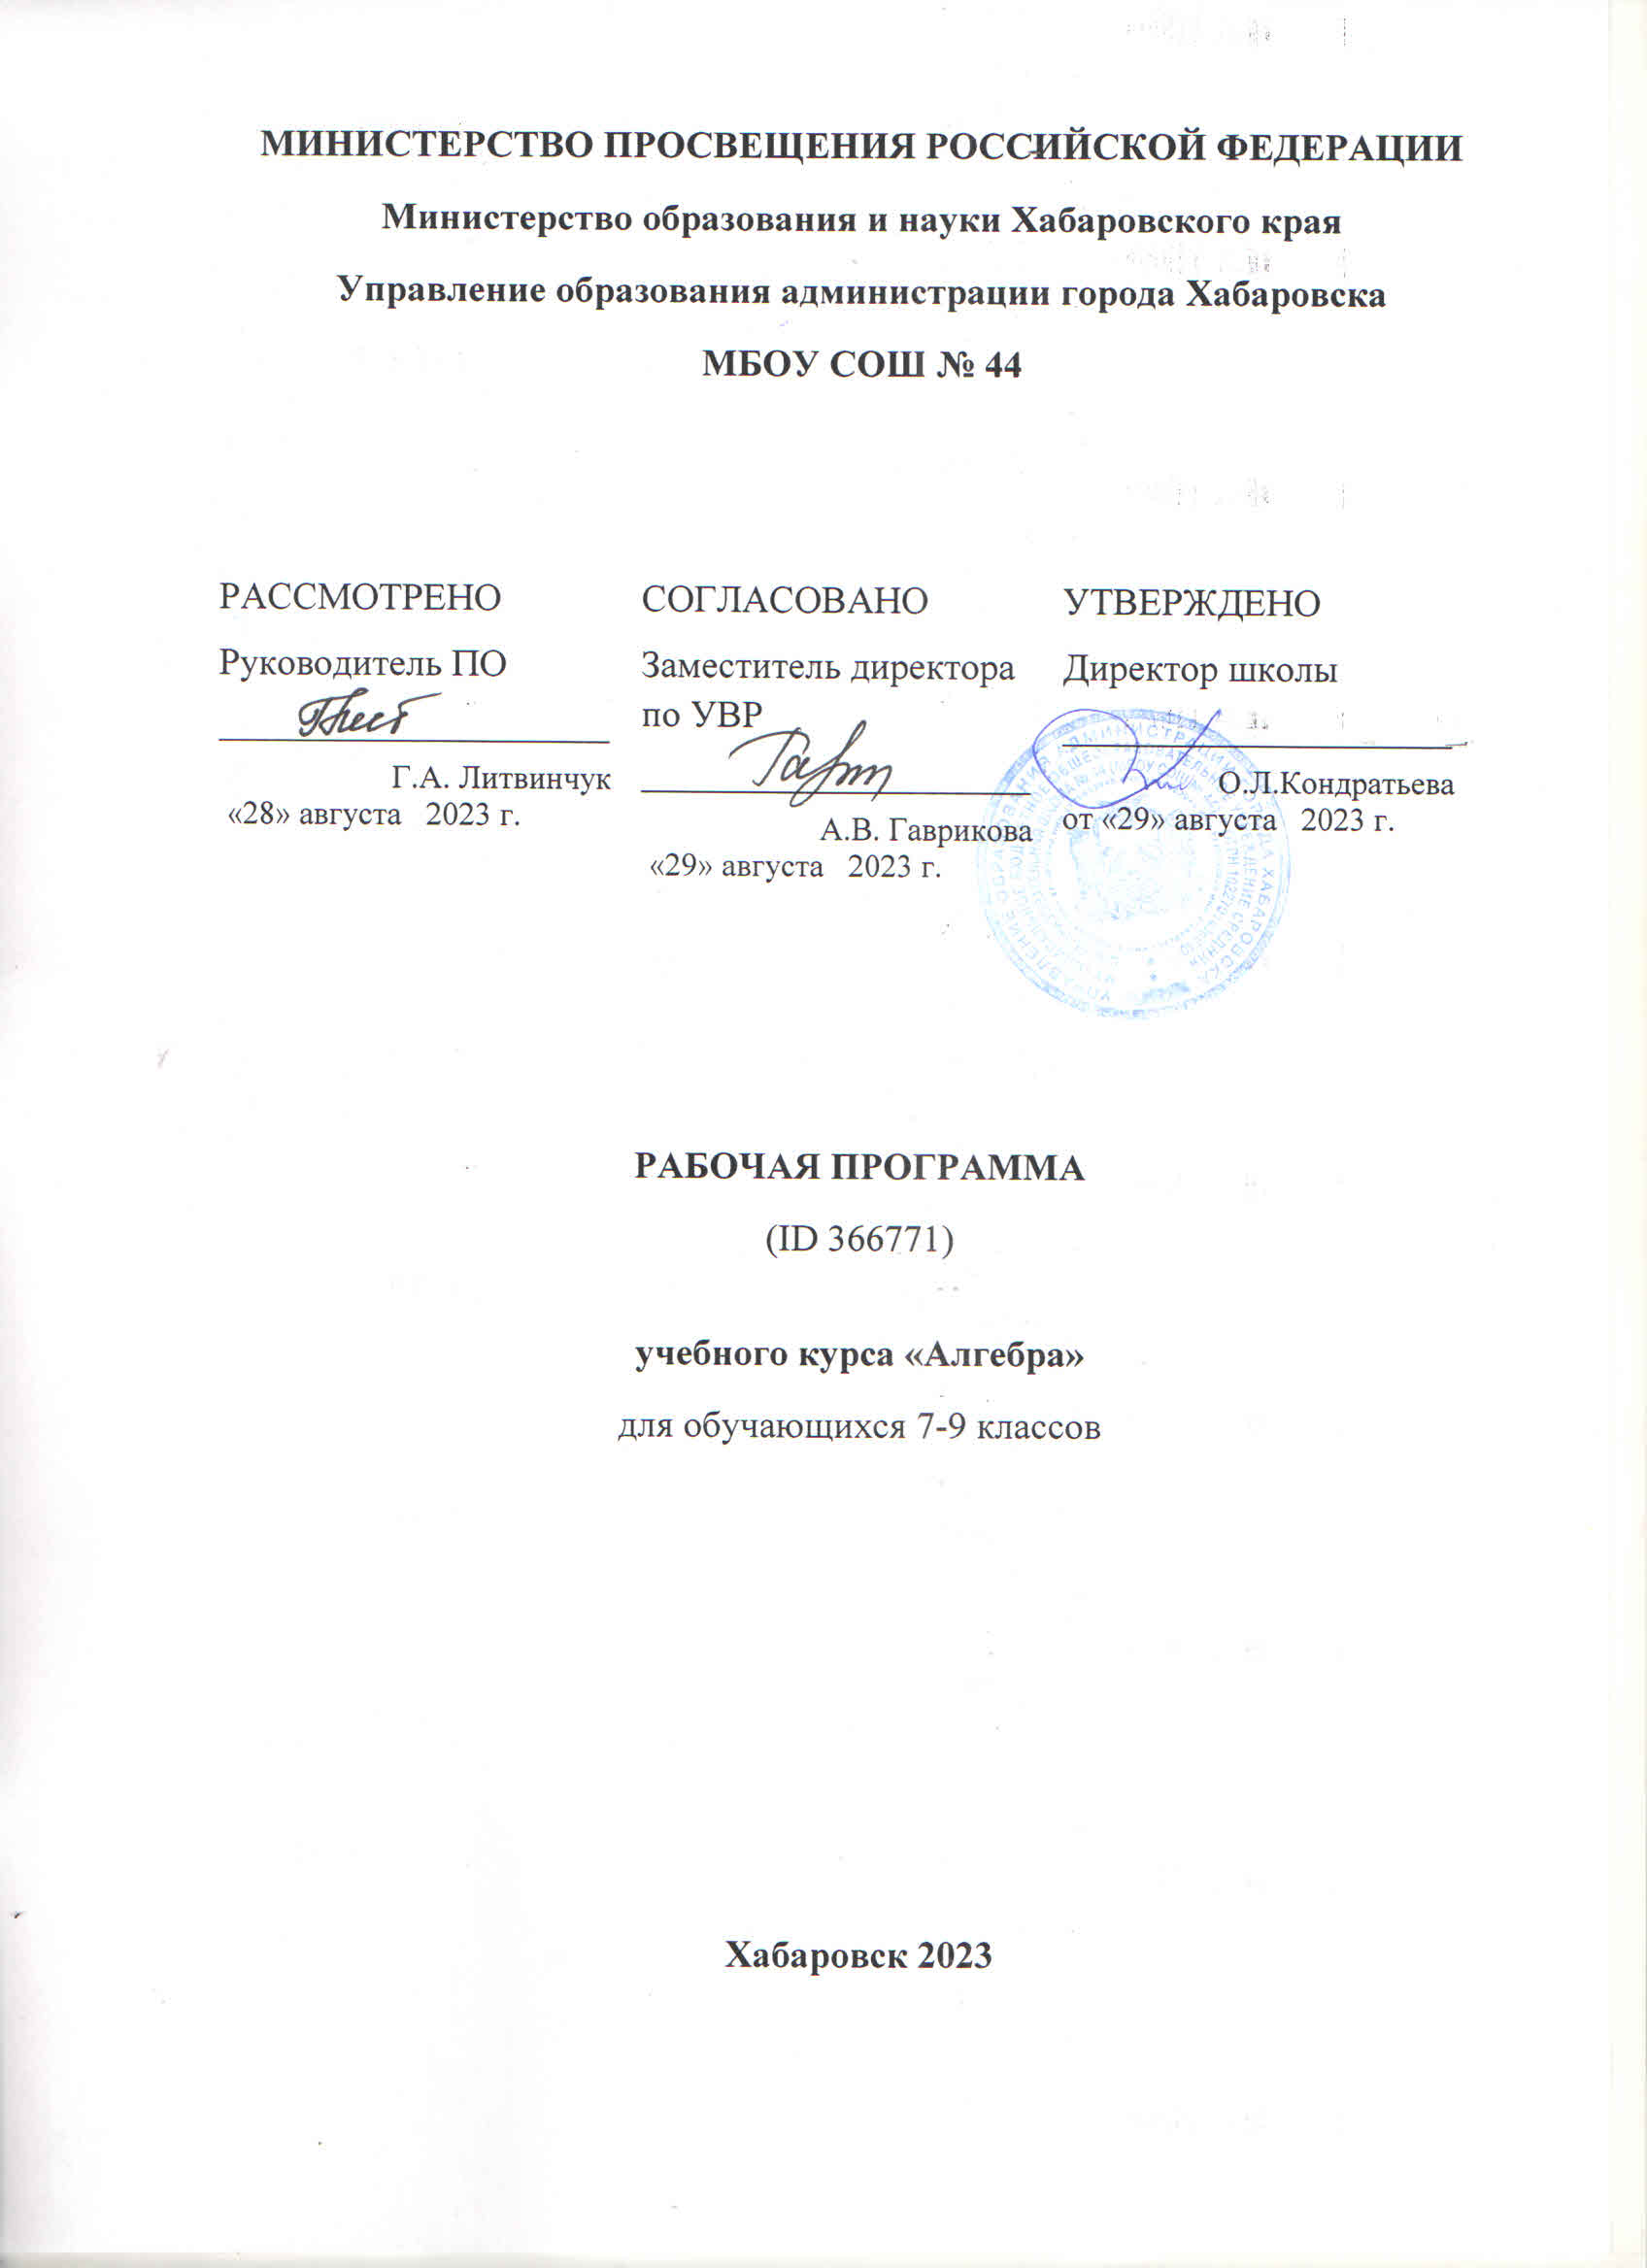 МИНИСТЕРСТВО ПРОСВЕЩЕНИЯ РОССИЙСКОЙ ФЕДЕРАЦИИ
Министерство образования и науки Хабаровского края
Управление образования администрации города Хабаровска
МБОУ СОШ № 44
РАССМОТРЕНО
Руководитель ПО
Г.А. Литвинчук
«28» августа 2023 г.
СОГЛАСОВАНО
Заместитель директора
по УВР
А.В. Гаврикова
«29» августа 2023 г.
УТВЕРЖДЕНО
Директор школы
О.Л.Кондратьева
от «29» августа 2023 г.
РАБОЧАЯ ПРОГРАММА
(ID 366771)
учебного курса «Алгебра»
для обучающихся 7-9 классов
Хабаровск 2023